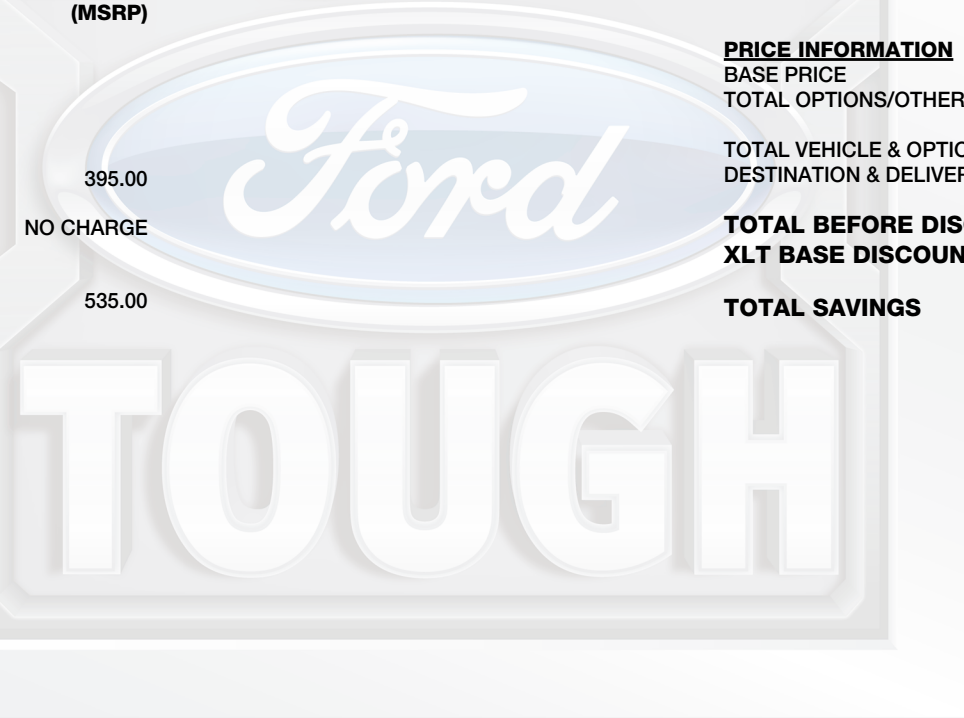 (MSRP)
395.00
NO CHARGE
535.00
PRICE INFORMATION
BASE PRICE
TOTAL OPTIONS/OTHER
TOTAL VEHICLE & OPTIO
DESTINATION & DELIVER
TOTAL BEFORE DIS
XLT BASE DISCOUN
TOTAL SAVINGS
Ford
TOUGH